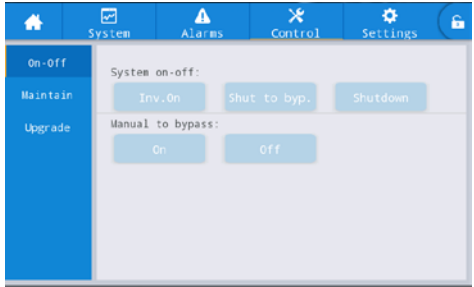 System Alarms Control Settings
On-Off
Maintain
Upgrade
System on-off:
Inv.On Shut to byp. Shutdown
Manual to bypass:
On Off